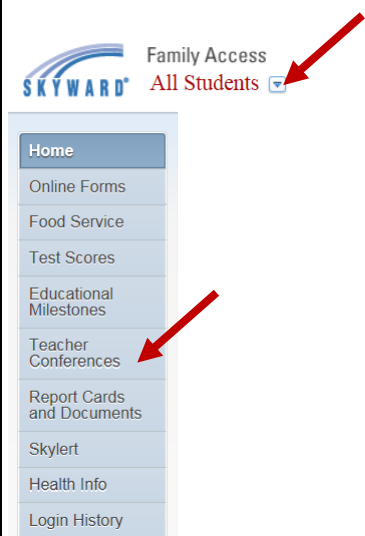 Family Access
SKYWARD®
All Students
Home
Online Forms
Food Service
Test Scores
Educational
Milestones
Teacher
Conferences
Report Cards
and Documents
Skylert
Health Info
Login History